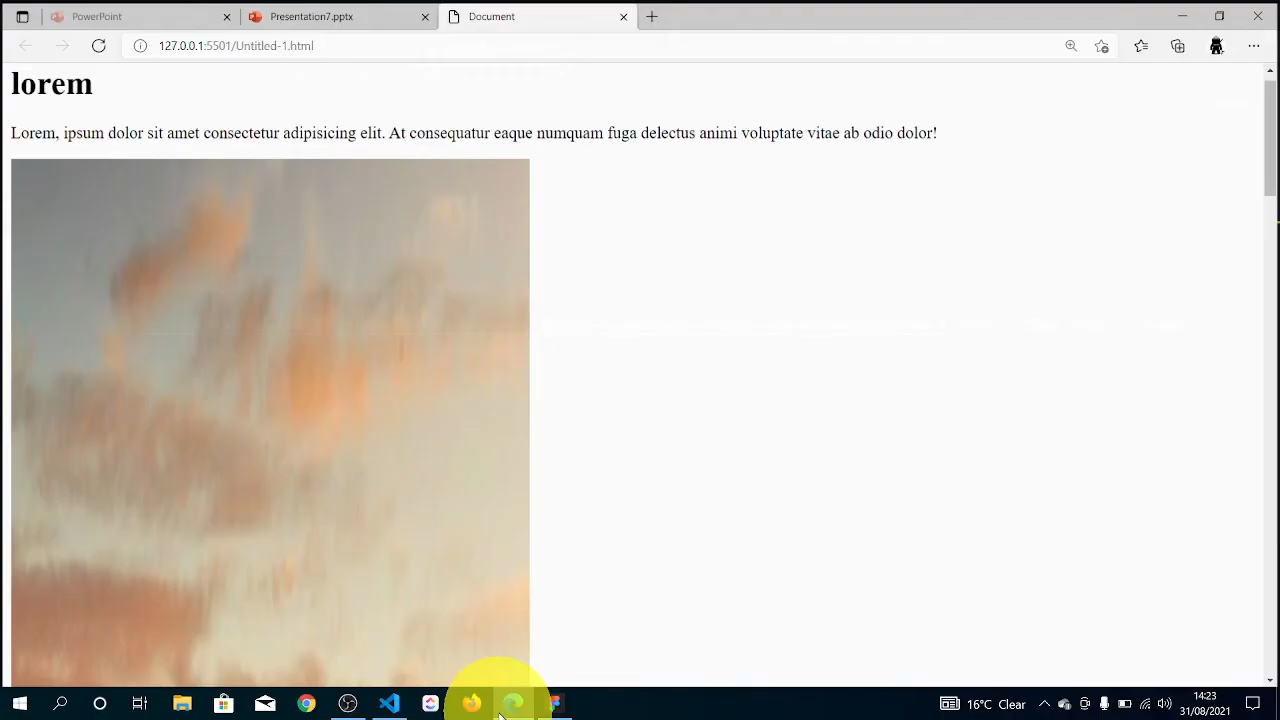 PowerPoint
Presentation7.pptx
Document
127.0.0.1:5501/Untitled-1.html
lorem
Lorem, ipsum dolor sit amet consectetur adipisicing elit. At consequatur eaque numquam fuga delectus animi voluptate vitae ab odio dolor!
16°C Clear
14:23
31/08/2021